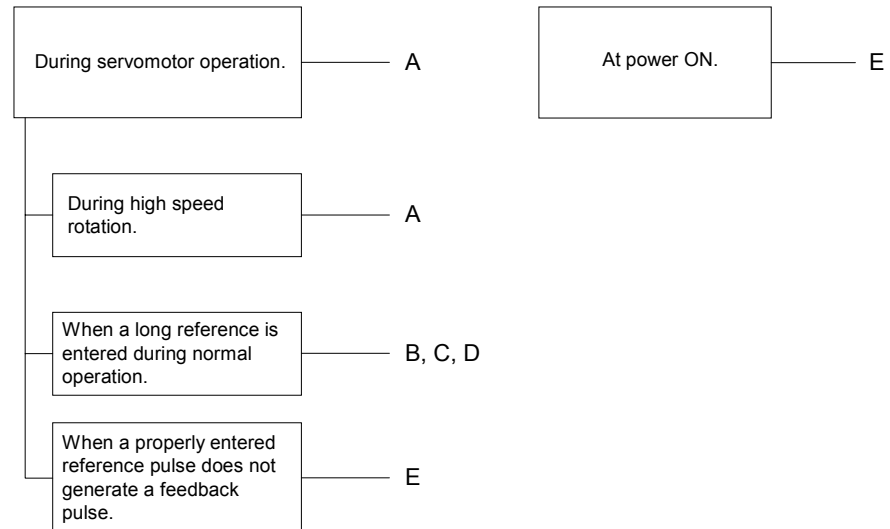 During servomotor operation.
A
At power ON.
E
During high speed
rotation.
A
When a long reference is
entered during normal
operation.
B, C, D
When a properly entered
reference pulse does not
generate a feedback
pulse.
E